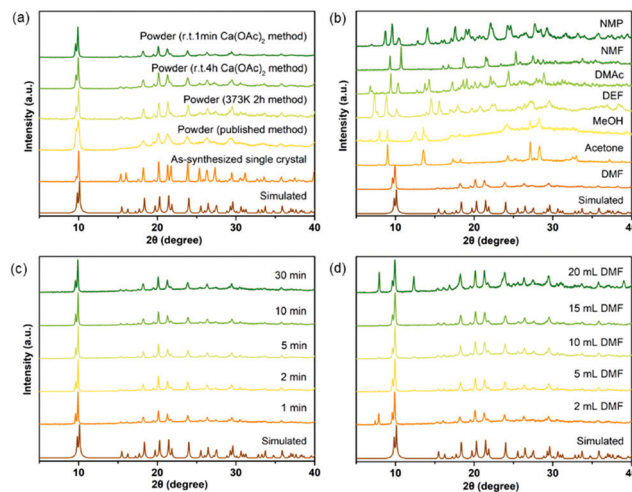 (a)
Powder (r.t.1min Ca(OAc)₂ method)
Powder (r.t.4h Ca(OAc)₂ method)
Powder (373K 2h method)
Powder (published method)
As-synthesized single crystal
Simulated
Intensity (a.u.)
10 20 30 40
2θ (degree)
(b)
NMP
NMF
DMAc
DEF
MeOH
Acetone
DMF
Simulated
Intensity (a.u.)
10 20 30 40
2θ (degree)
(c)
30 min
10 min
5 min
2 min
1 min
Simulated
Intensity (a.u.)
10 20 30 40
2θ (degree)
(d)
20 mL DMF
15 mL DMF
10 mL DMF
5 mL DMF
2 mL DMF
Simulated
Intensity (a.u.)
10 20 30 40
2θ (degree)